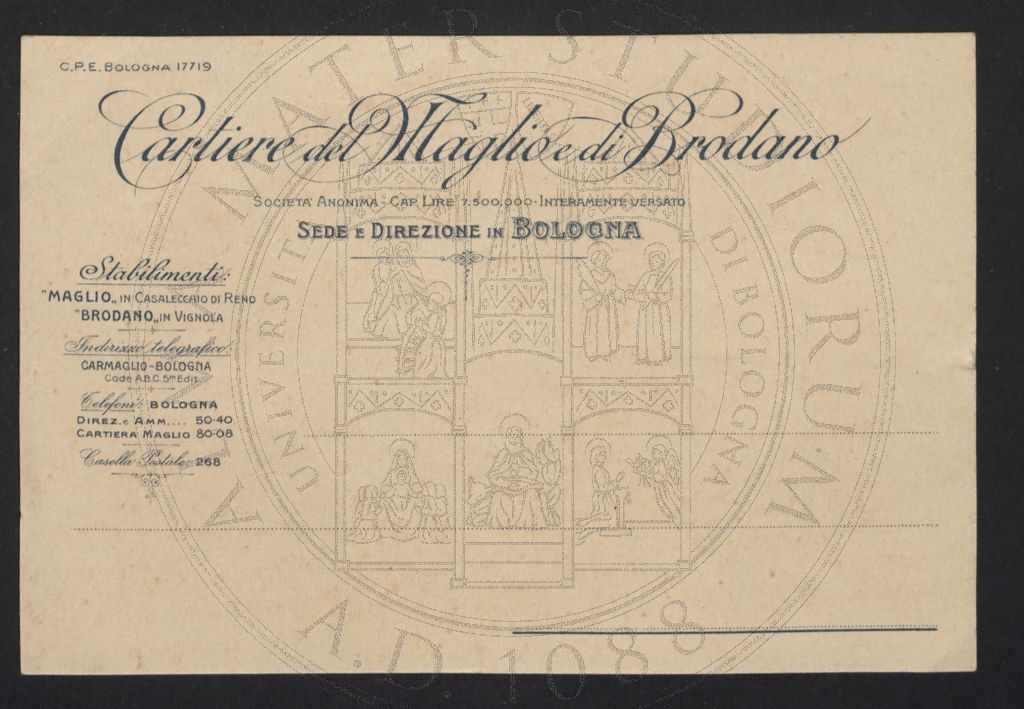 C.P.E. BOLOGNA 17719
Cartiere del Maglio e di Brodano
SOCIETA' ANONIMA - CAP. LIRE 7.500.000 - INTERAMENTE VERSATO
SEDE E DIREZIONE IN BOLOGNA
Stabilimenti:
"MAGLIO„ IN CASALECCHIO DI RENO
"BRODANO„ IN VIGNOLA
Indirizzo telegrafico:
CARMAGLIO-BOLOGNA
Code A.B.C. 5th Edit.
Telefoni: BOLOGNA
DIREZ. e AMM.... 50-40
CARTIERA MAGLIO 80-08
Casella Postale 268
ALMA MATER STUDIORUM
UNIVERSITÀ DI BOLOGNA
A.D. 1088